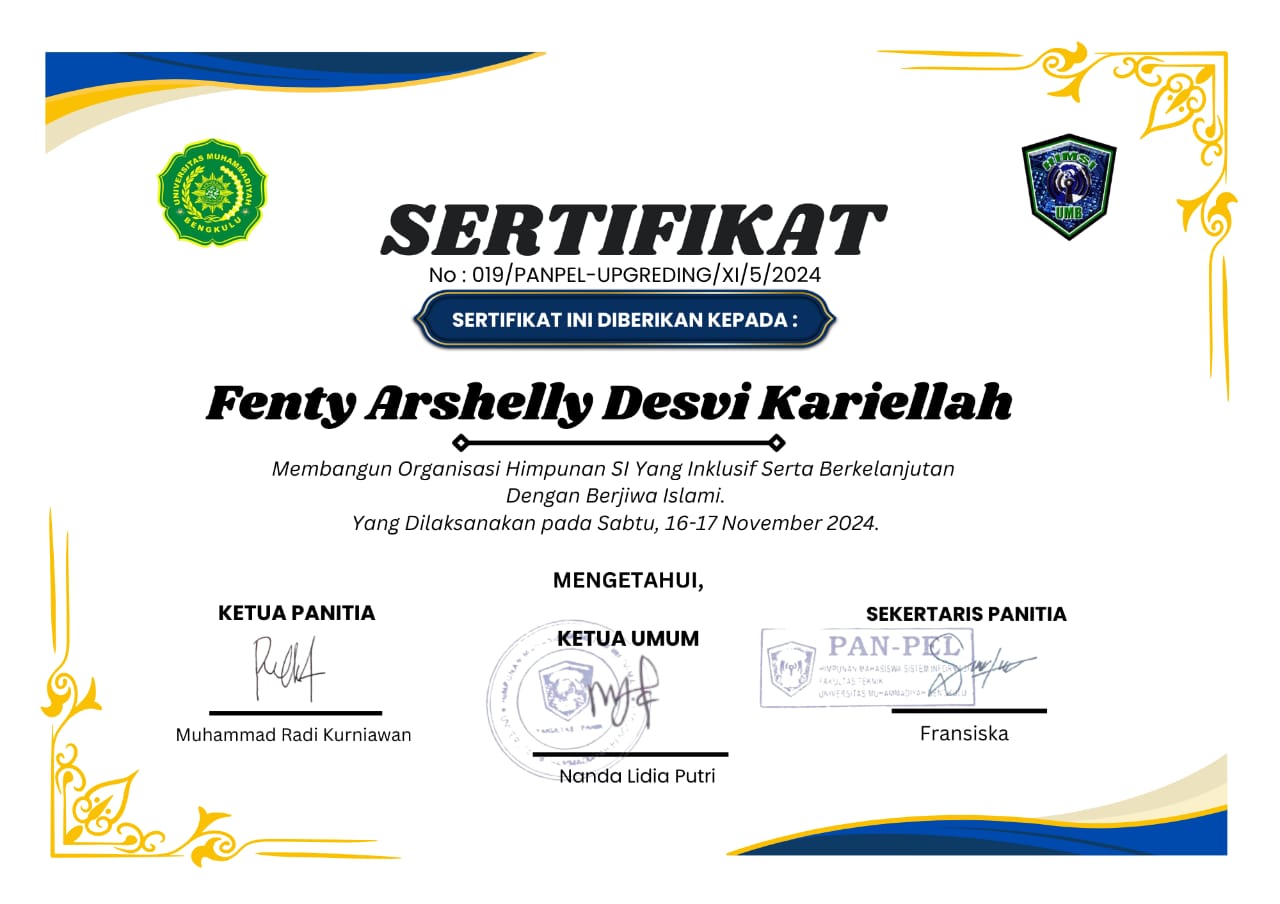 UNIVERSITAS MUHAMMADIYAH
BENGKULU
HIMSI
UMB
SERTIFIKAT
No : 019/PANPEL-UPGREDING/XI/5/2024
SERTIFIKAT INI DIBERIKAN KEPADA :
Fenty Arshelly Desvi Kariellah
Membangun Organisasi Himpunan SI Yang Inklusif Serta Berkelanjutan
Dengan Berjiwa Islami.
Yang Dilaksanakan pada Sabtu, 16-17 November 2024.
MENGETAHUI,
KETUA PANITIA
Muhammad Radi Kurniawan
KETUA UMUM
Nanda Lidia Putri
SEKERTARIS PANITIA
PAN-PEL
HIMPUNAN MAHASISWA SISTEM
FAKULTAS TEKNIK
UNIVERSITAS MUHAMMADIYAH BENGKULU
Fransiska